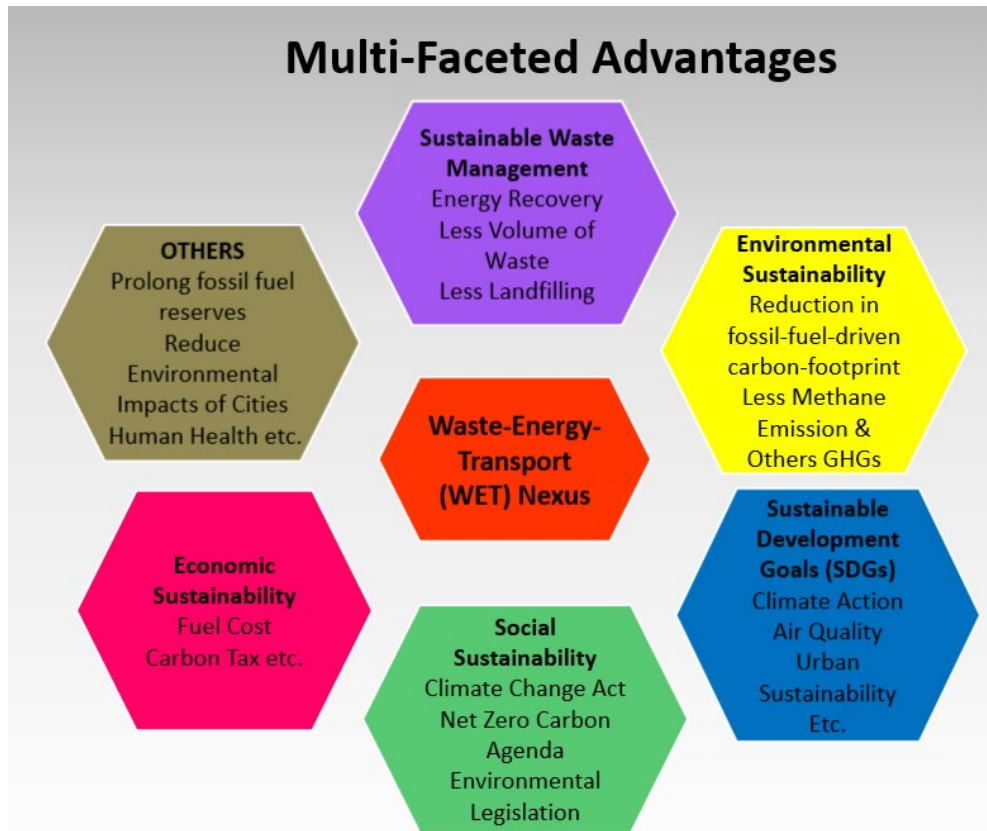 Multi-Faceted Advantages
Sustainable Waste
Management
Energy Recovery
Less Volume of
Waste
Less Landfilling
OTHERS
Prolong fossil fuel
reserves
Reduce
Environmental
Impacts of Cities
Human Health etc.
Environmental
Sustainability
Reduction in
fossil-fuel-driven
carbon-footprint
Less Methane
Emission &
Others GHGs
Waste-Energy-
Transport
(WET) Nexus
Economic
Sustainability
Fuel Cost
Carbon Tax etc.
Social
Sustainability
Climate Change Act
Net Zero Carbon
Agenda
Environmental
Legislation
Sustainable
Development
Goals (SDGs)
Climate Action
Air Quality
Urban
Sustainability
Etc.